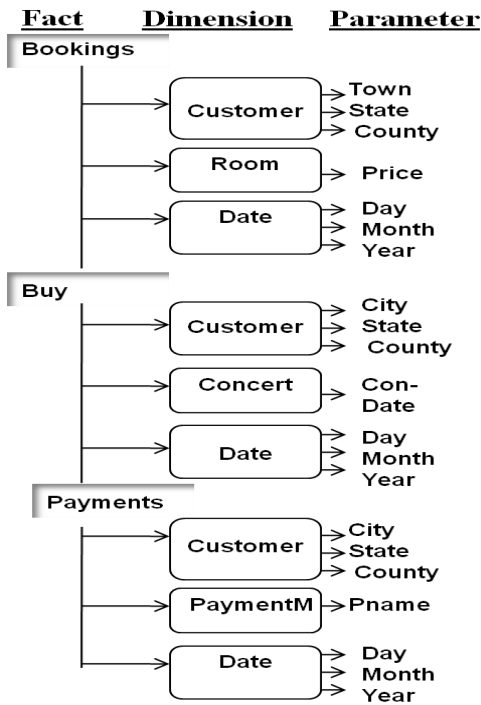 Fact Dimension Parameter
Bookings
Customer
Town
State
County
Room
Price
Date
Day
Month
Year
Buy
Customer
City
State
County
Concert
Con-
Date
Date
Day
Month
Year
Payments
Customer
City
State
County
PaymentM
Pname
Date
Day
Month
Year